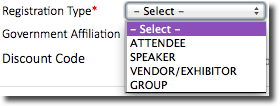 Registration Type* – Select –
– Select –
Government Affiliation ATTENDEE
SPEAKER
Discount Code VENDOR/EXHIBITOR
GROUP